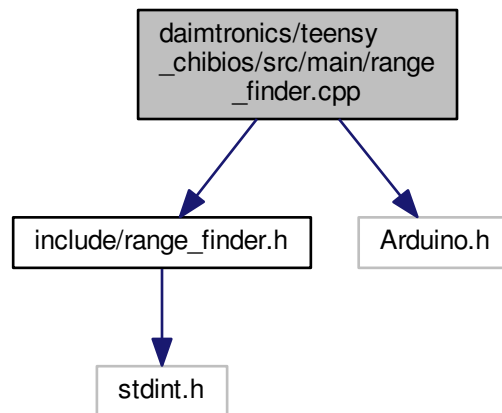 daimtronics/teensy
_chibios/src/main/range
_finder.cpp
include/range_finder.h
Arduino.h
stdint.h